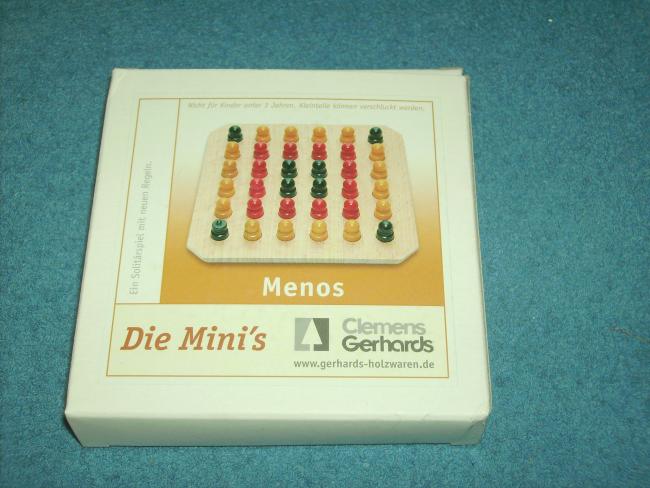 Nicht für Kinder unter 3 Jahren. Kleinteile können verschluckt werden.
Ein Solitärspiel mit neuen Regeln.
Menos
Die Mini's
Clemens
Gerhards
www.gerhards-holzwaren.de